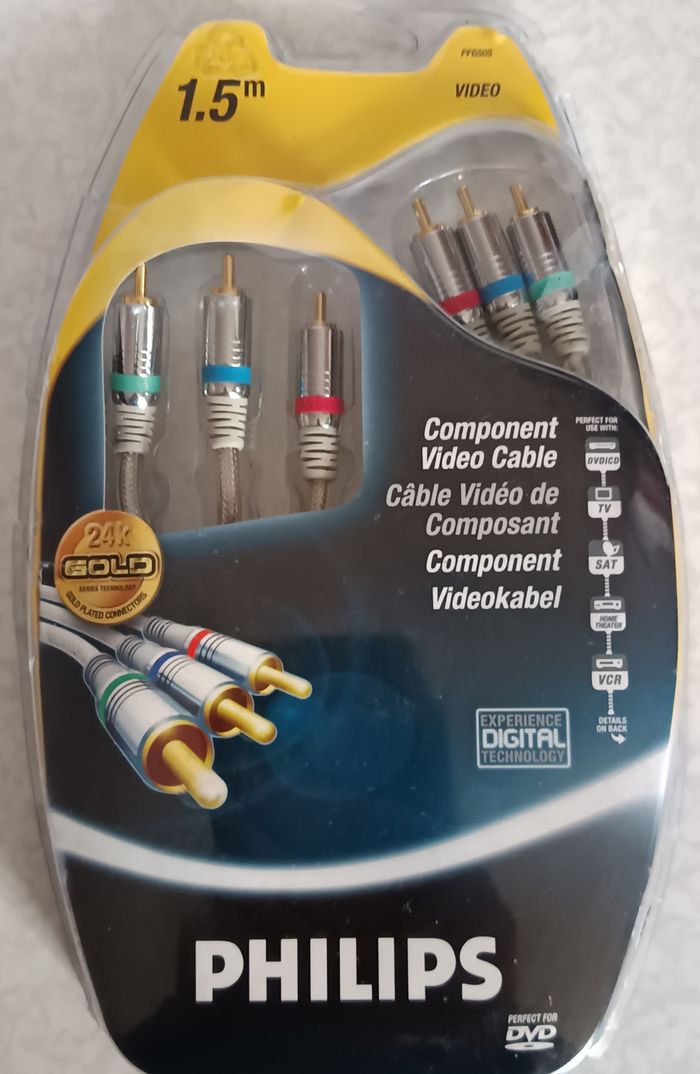 1.5m
PFG505
VIDEO
Component
Video Cable
Câble Vidéo de
Composant
Component
Videokabel
PERFECT FOR
USE WITH:
DVD/CD
TV
SAT
HOME
THEATER
VCR
DETAILS
ON BACK
24k
GOLD
SERIES TECHNOLOGY
GOLD PLATED CONNECTORS
EXPERIENCE
DIGITAL
TECHNOLOGY
PHILIPS
PERFECT FOR
DVD